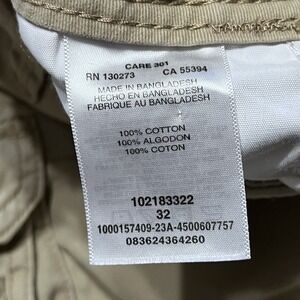 CARE 301
RN 130273 CA 55394
MADE IN BANGLADESH
HECHO EN BANGLADESH
FABRIQUE AU BANGLADESH
100% COTTON
100% ALGODON
100% COTON
102183322
32
1000157409-23A-4500607757
083624364260